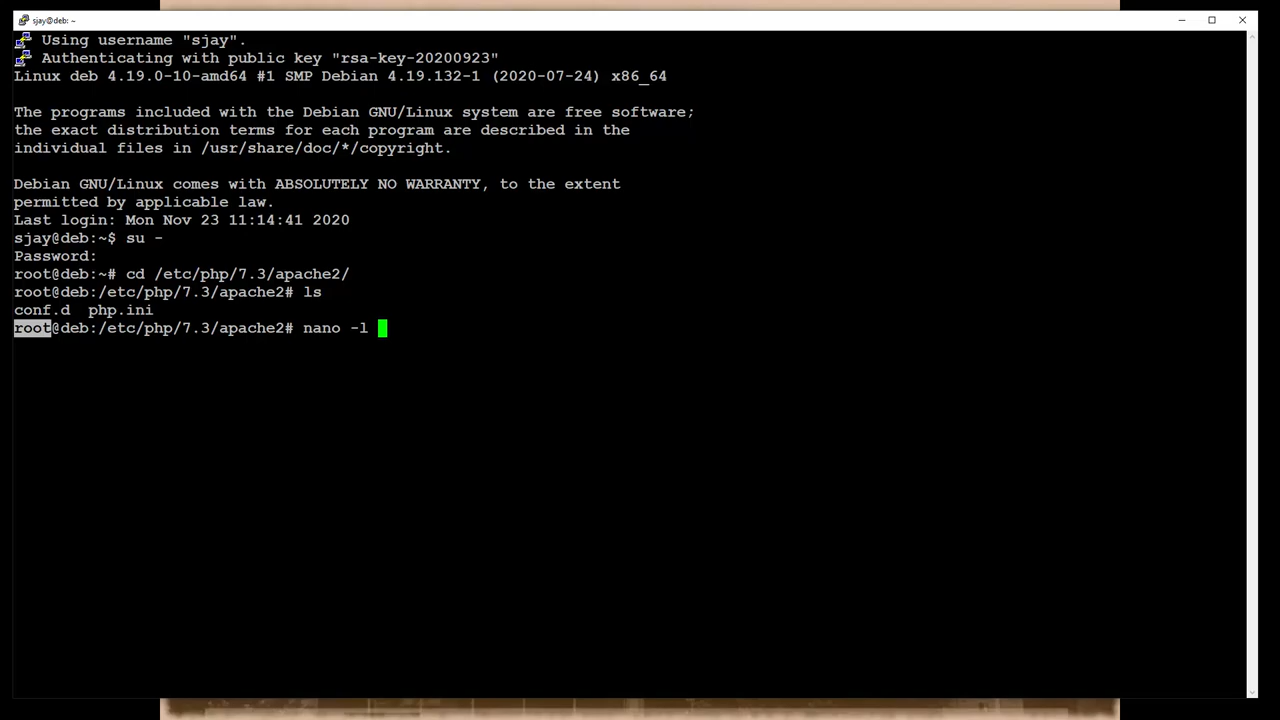 sjay@deb: ~
Using username "sjay".
Authenticating with public key "rsa-key-20200923"
Linux deb 4.19.0-10-amd64 #1 SMP Debian 4.19.132-1 (2020-07-24) x86_64
The programs included with the Debian GNU/Linux system are free software;
the exact distribution terms for each program are described in the
individual files in /usr/share/doc/*/copyright.
Debian GNU/Linux comes with ABSOLUTELY NO WARRANTY, to the extent
permitted by applicable law.
Last login: Mon Nov 23 11:14:41 2020
sjay@deb:~$ su -
Password:
root@deb:~# cd /etc/php/7.3/apache2/
root@deb:/etc/php/7.3/apache2# ls
conf.d  php.ini
root@deb:/etc/php/7.3/apache2# nano -l